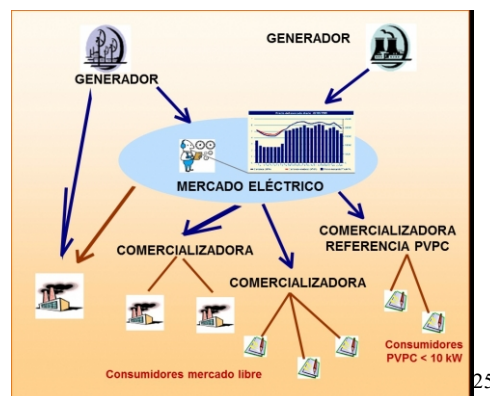 GENERADOR
GENERADOR
MERCADO ELÉCTRICO
COMERCIALIZADORA
REFERENCIA PVPC
COMERCIALIZADORA
COMERCIALIZADORA
Consumidores
PVPC < 10 kW
Consumidores mercado libre
25